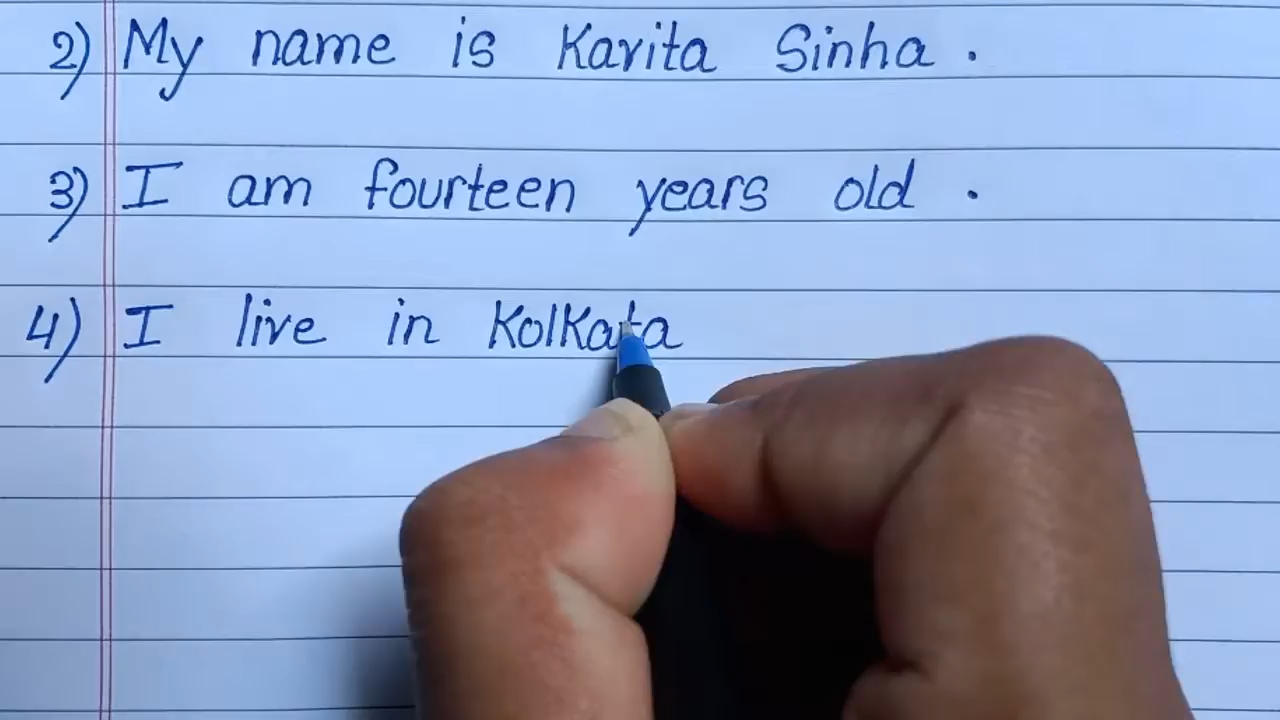 2) My name is Kavita Sinha .
3) I am fourteen years old .
4) I live in Kolkata